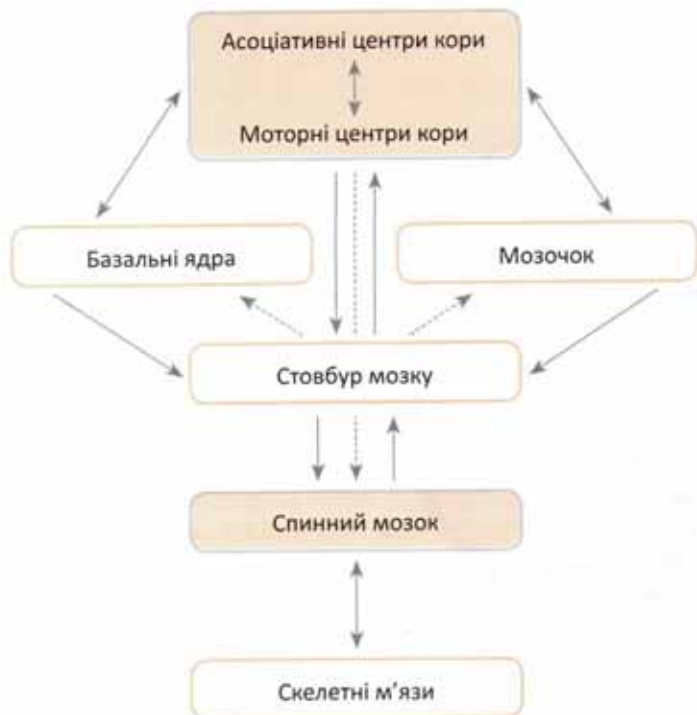 Асоціативні центри кори
Моторні центри кори
Базальні ядра
Мозочок
Стовбур мозку
Спинний мозок
Скелетні м’язи